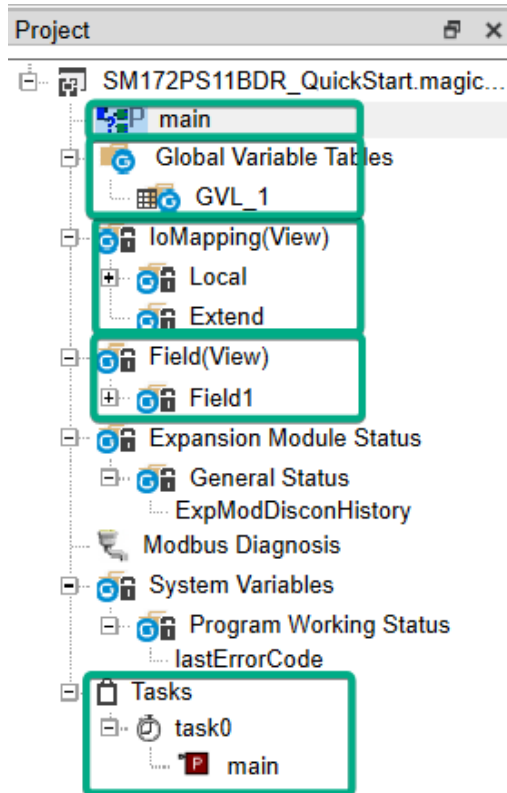 Project
SM172PS11BDR_QuickStart.magic...
main
Global Variable Tables
GVL_1
IoMapping(View)
Local
Extend
Field(View)
Field1
Expansion Module Status
General Status
ExpModDisconHistory
Modbus Diagnosis
System Variables
Program Working Status
lastErrorCode
Tasks
task0
main